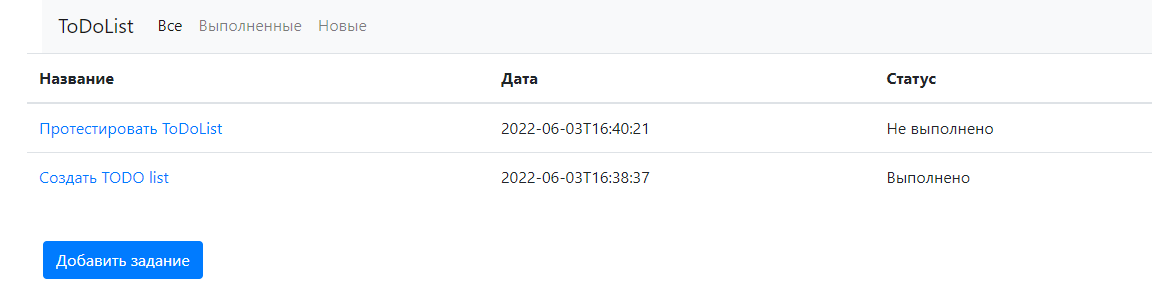 ToDoList Все Выполненные Новые
Название Дата Статус
Протестировать ToDoList 2022-06-03T16:40:21 Не выполнено
Создать TODO list 2022-06-03T16:38:37 Выполнено
Добавить задание